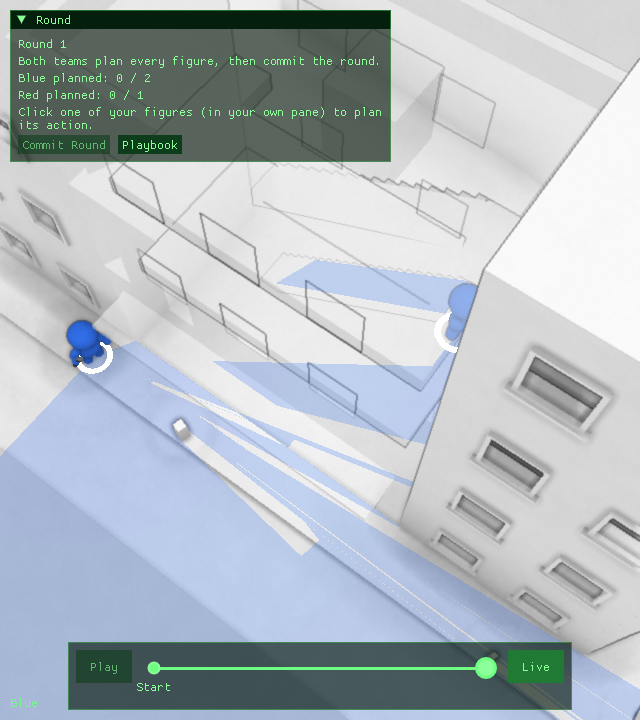 ▼ Round
Round 1
Both teams plan every figure, then commit the round.
Blue planned: 0 / 2
Red planned: 0 / 1
Click one of your figures (in your own pane) to plan
its action.
Commit Round Playbook
Play
Live
Start
Blue